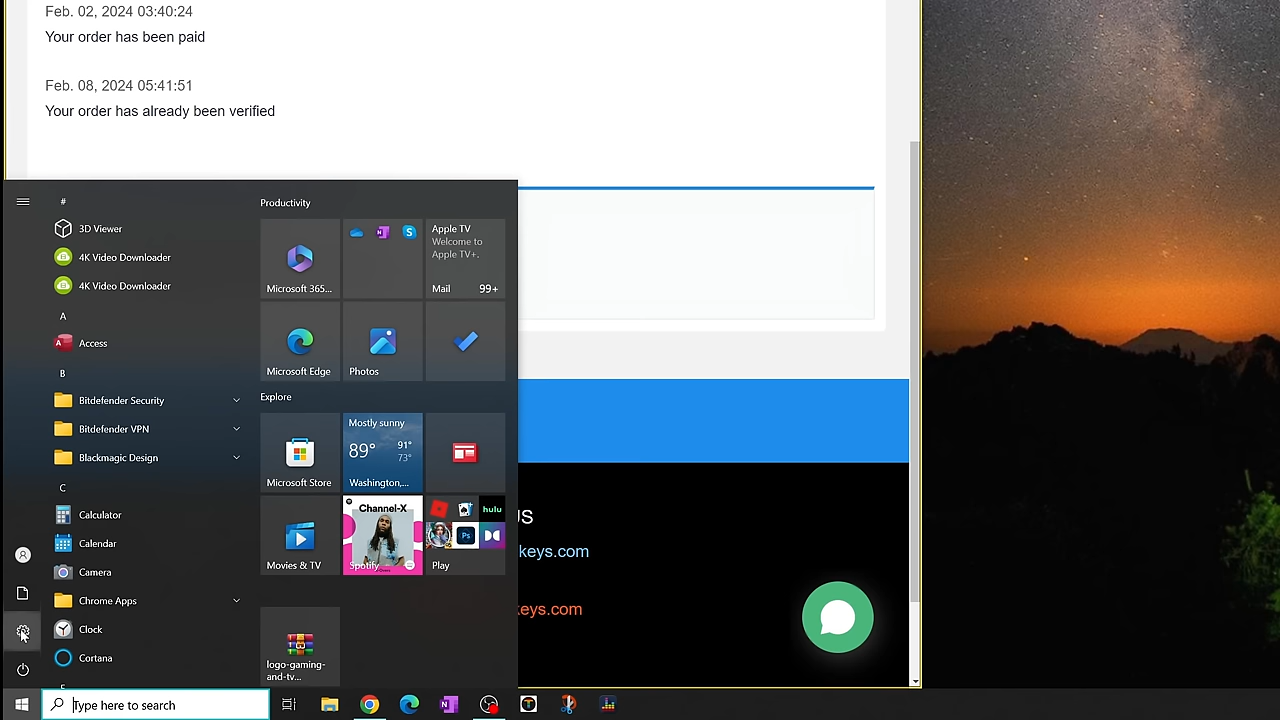 Feb. 02, 2024 03:40:24
Your order has been paid
Feb. 08, 2024 05:41:51
Your order has already been verified
#
3D Viewer
4K Video Downloader
4K Video Downloader
A
Access
B
Bitdefender Security
Bitdefender VPN
Blackmagic Design
C
Calculator
Calendar
Camera
Chrome Apps
Clock
Cortana
Productivity
Microsoft 365...
Apple TV
Welcome to
Apple TV+.
Mail 99+
Microsoft Edge
Photos
Explore
Microsoft Store
Mostly sunny
89° 91°
73°
Washington,...
Movies & TV
Channel-X
Spotify
hulu
Ps
Play
logo-gaming-
and-tv...
US
keys.com
keys.com
Type here to search